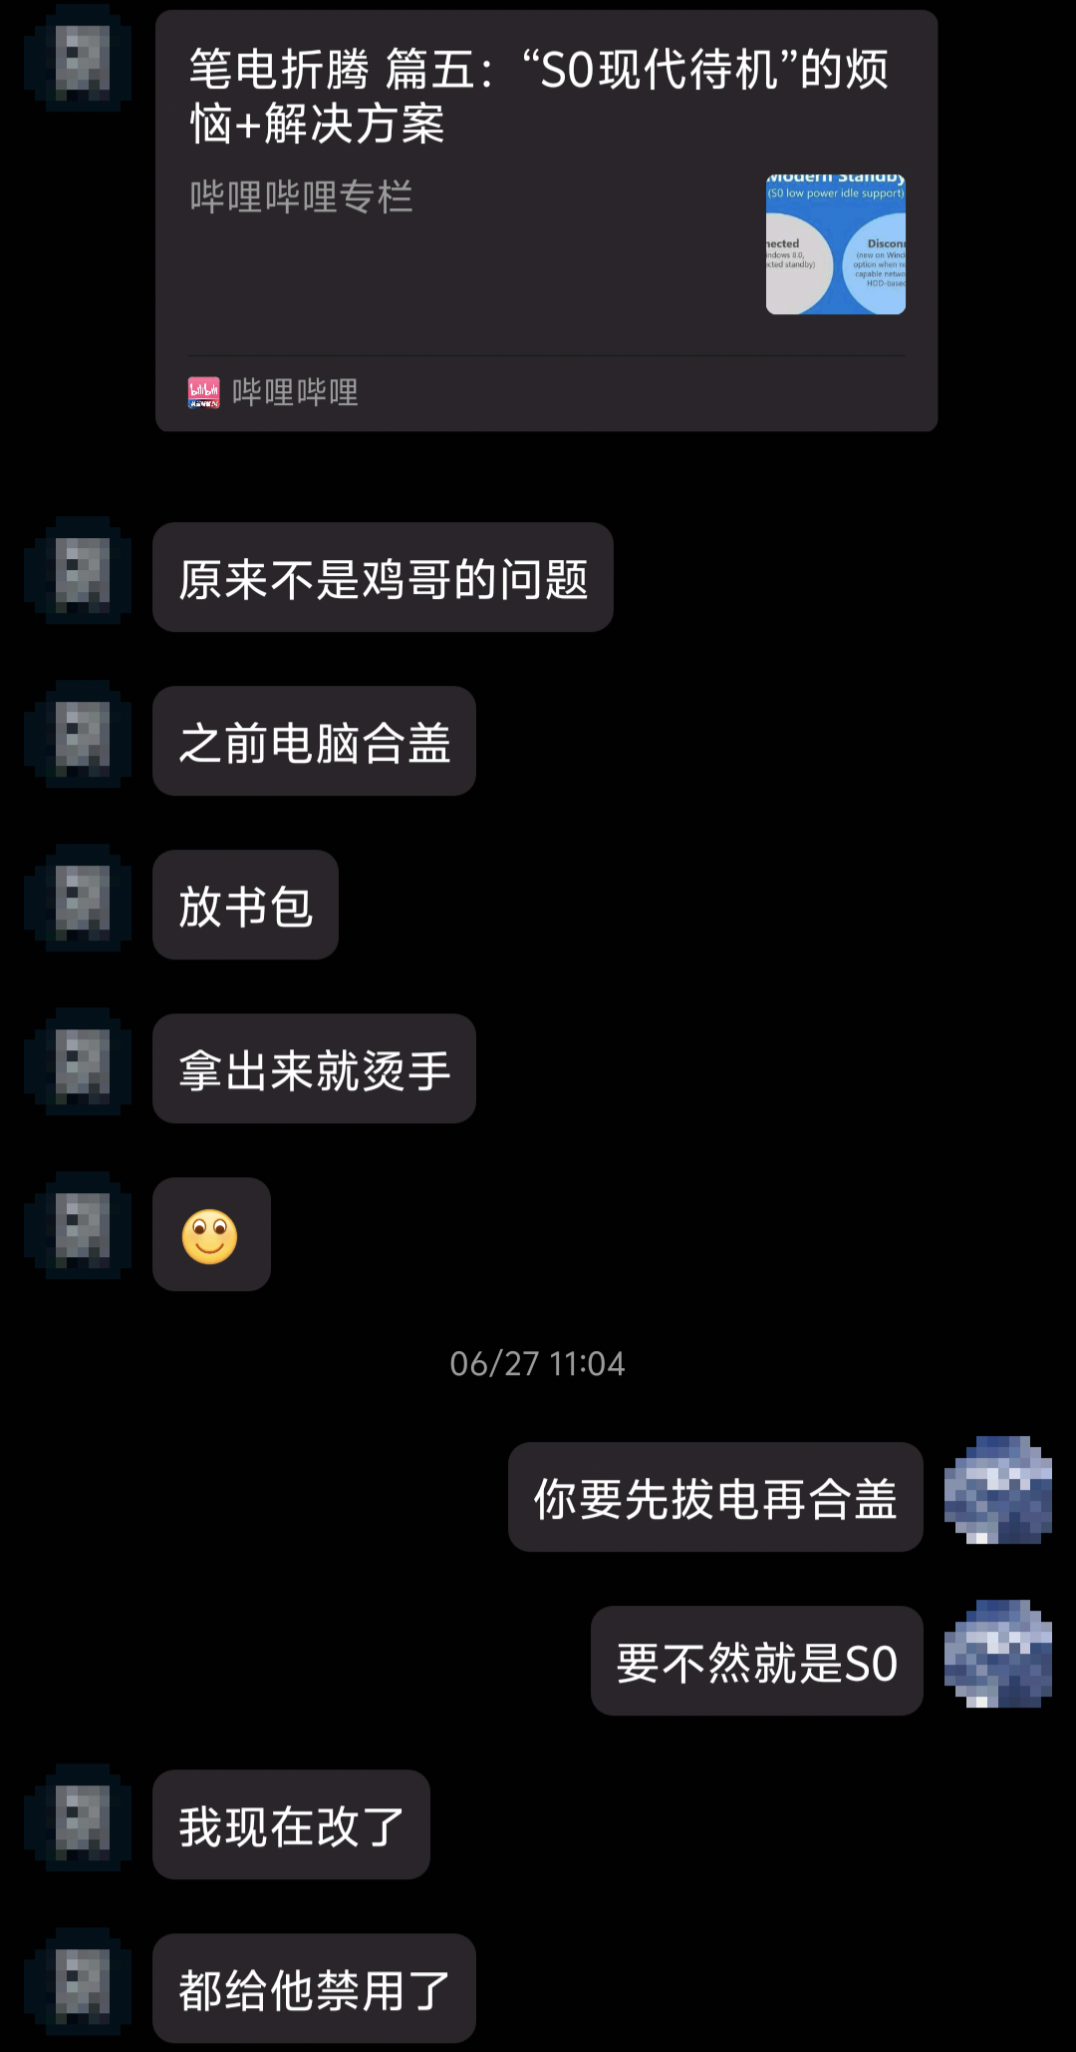 笔电折腾 篇五：“S0现代待机”的烦
恼+解决方案
哔哩哔哩专栏
Modern Standby
(S0 low power idle support)
nected
Disconn
indows 8.0,
(new on Wind
cted standby)
option when no
capable netwo
HDD-based
bilibili
哔哩哔哩
原来不是鸡哥的问题
之前电脑合盖
放书包
拿出来就烫手
06/27 11:04
你要先拔电再合盖
要不然就是S0
我现在改了
都给他禁用了